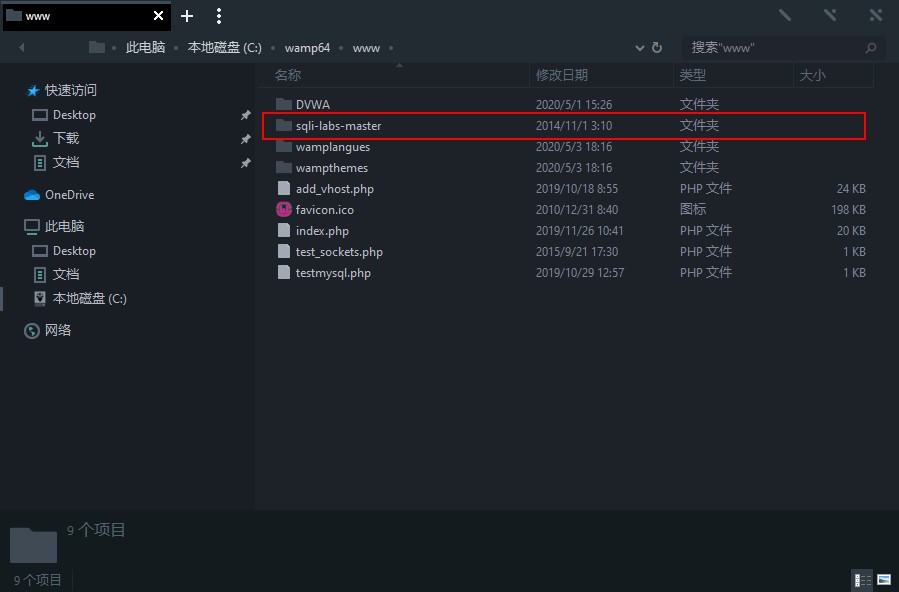 www
此电脑 本地磁盘 (C:) wamp64 www
搜索"www"
名称 修改日期 类型 大小
快速访问
Desktop
下载
文档
OneDrive
此电脑
Desktop
文档
本地磁盘 (C:)
网络
DVWA 2020/5/1 15:26 文件夹
sqli-labs-master 2014/11/1 3:10 文件夹
wamplangues 2020/5/3 18:16 文件夹
wampthemes 2020/5/3 18:16 文件夹
add_vhost.php 2019/10/18 8:55 PHP 文件 24 KB
favicon.ico 2010/12/31 8:40 图标 198 KB
index.php 2019/11/26 10:41 PHP 文件 20 KB
test_sockets.php 2015/9/21 17:30 PHP 文件 1 KB
testmysql.php 2019/10/29 12:57 PHP 文件 1 KB
9 个项目
9 个项目